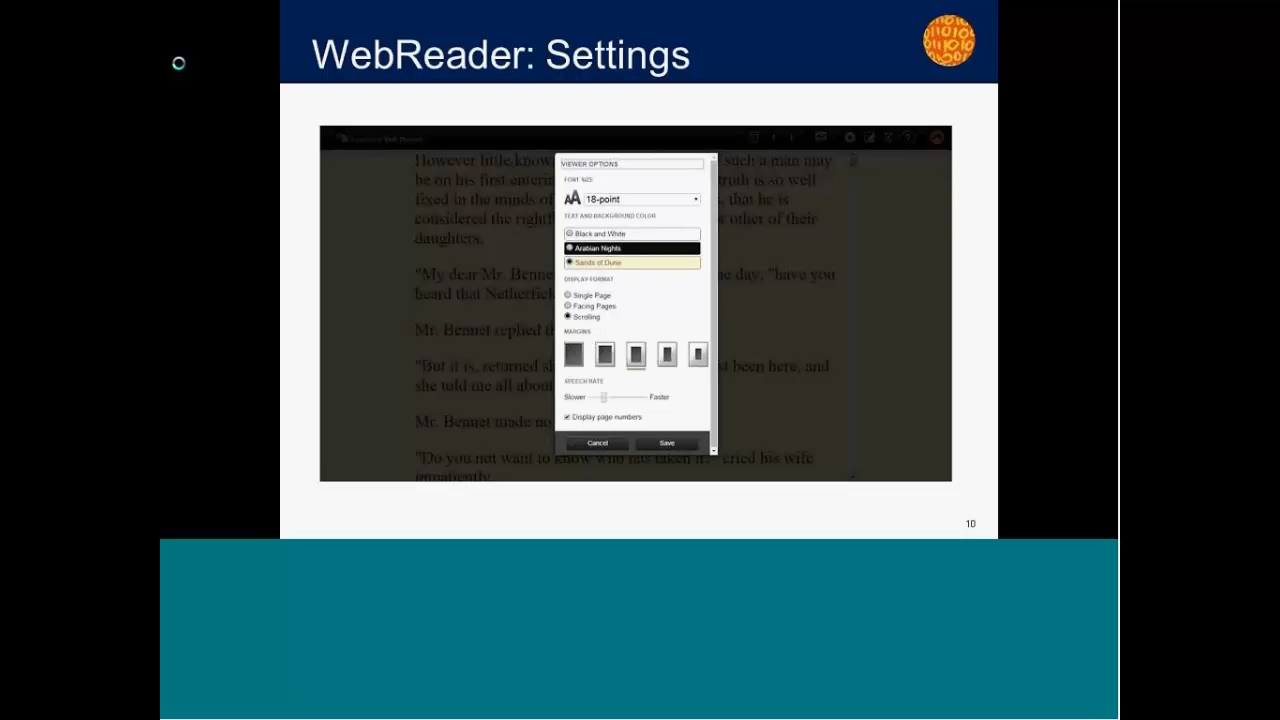 WebReader: Settings
However little know
such a man may
be on his first enterin
truth is so well
fixed in the minds of
, that he is
considered the rightf
other of their
daughters.
"My dear Mr. Benne
ne day, "have you
heard that Netherfiel
Mr. Bennet replied th
"But it is, returned sh
st been here, and
she told me all about
Mr. Bennet made no
"Do you not want to know who has taken it?" cried his wife
impatiently.
VIEWER OPTIONS
FONT SIZE
AA 18-point
TEXT AND BACKGROUND COLOR
Black and White
Arabian Nights
Sands of Dune
DISPLAY FORMAT
Single Page
Facing Pages
Scrolling
MARGINS
SPEECH RATE
Slower Faster
Display page numbers
Cancel Save
10